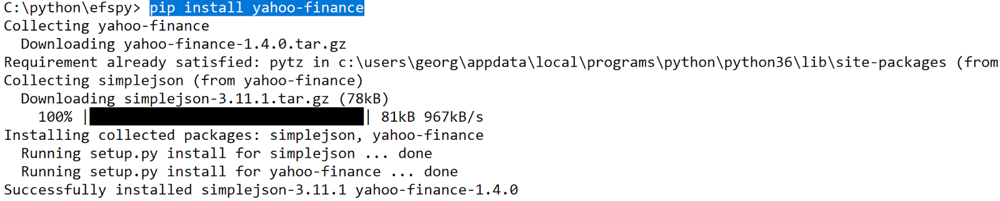 C:\python\efspy> pip install yahoo-finance
Collecting yahoo-finance
  Downloading yahoo-finance-1.4.0.tar.gz
Requirement already satisfied: pytz in c:\users\georg\appdata\local\programs\python\python36\lib\site-packages (from
Collecting simplejson (from yahoo-finance)
  Downloading simplejson-3.11.1.tar.gz (78kB)
    100% |████████████████████████████████| 81kB 967kB/s
Installing collected packages: simplejson, yahoo-finance
  Running setup.py install for simplejson ... done
  Running setup.py install for yahoo-finance ... done
Successfully installed simplejson-3.11.1 yahoo-finance-1.4.0